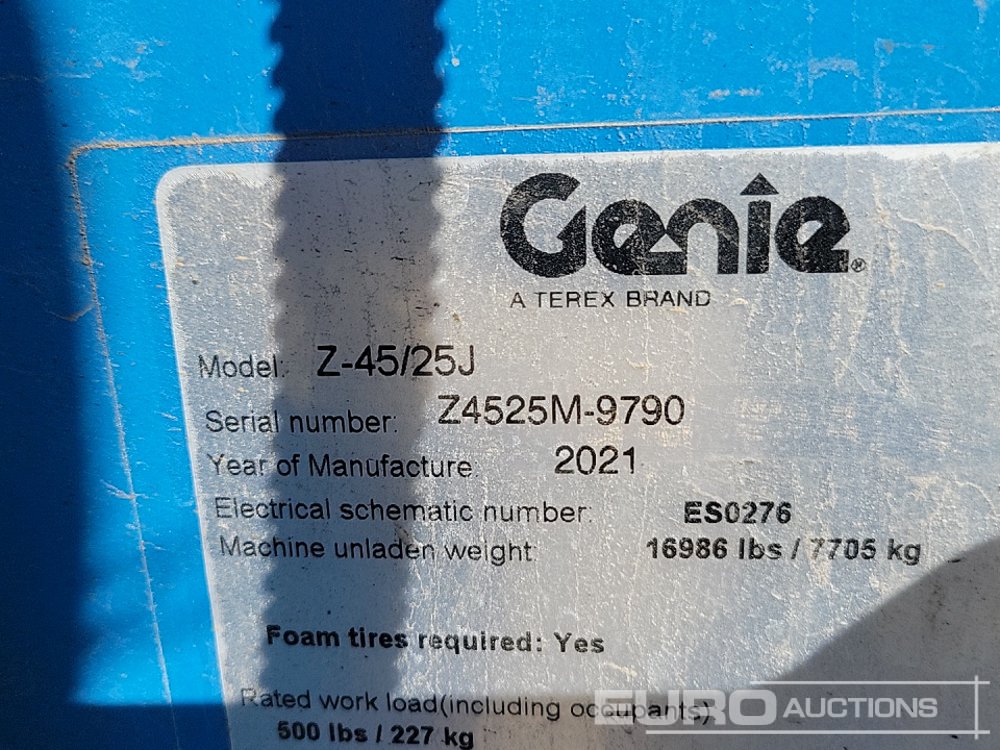 Genie®
A TEREX BRAND
Model: Z-45/25J
Serial number: Z4525M-9790
Year of Manufacture: 2021
Electrical schematic number: ES0276
Machine unladen weight: 16986 lbs / 7705 kg
Foam tires required: Yes
Rated work load(including occupants)
500 lbs / 227 kg
EURO AUCTIONS